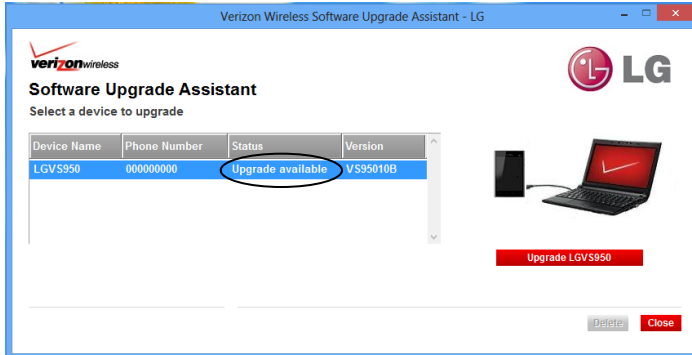 Verizon Wireless Software Upgrade Assistant - LG
verizonwireless
LG LG
Software Upgrade Assistant
Select a device to upgrade
Device Name Phone Number Status Version
LGVS950 000000000 Upgrade available VS95010B
Upgrade LGVS950
Delete Close